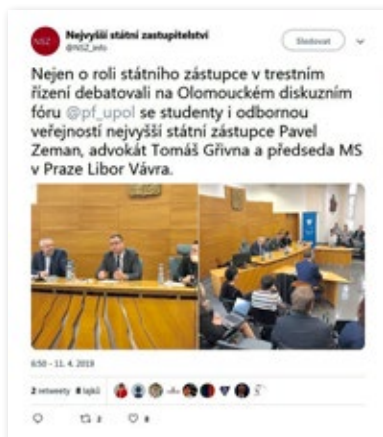 NSZ
Nejvyšší státní zastupitelství
@NSZ_info
Sledovat
Nejen o roli státního zástupce v trestním
řízení debatovali na Olomouckém diskuzním
fóru @pf_upol se studenty i odbornou
veřejností nejvyšší státní zástupce Pavel
Zeman, advokát Tomáš Gřivna a předseda MS
v Praze Libor Vávra.
6:50 - 11. 4. 2019
2 retweety 8 lajků
2 8